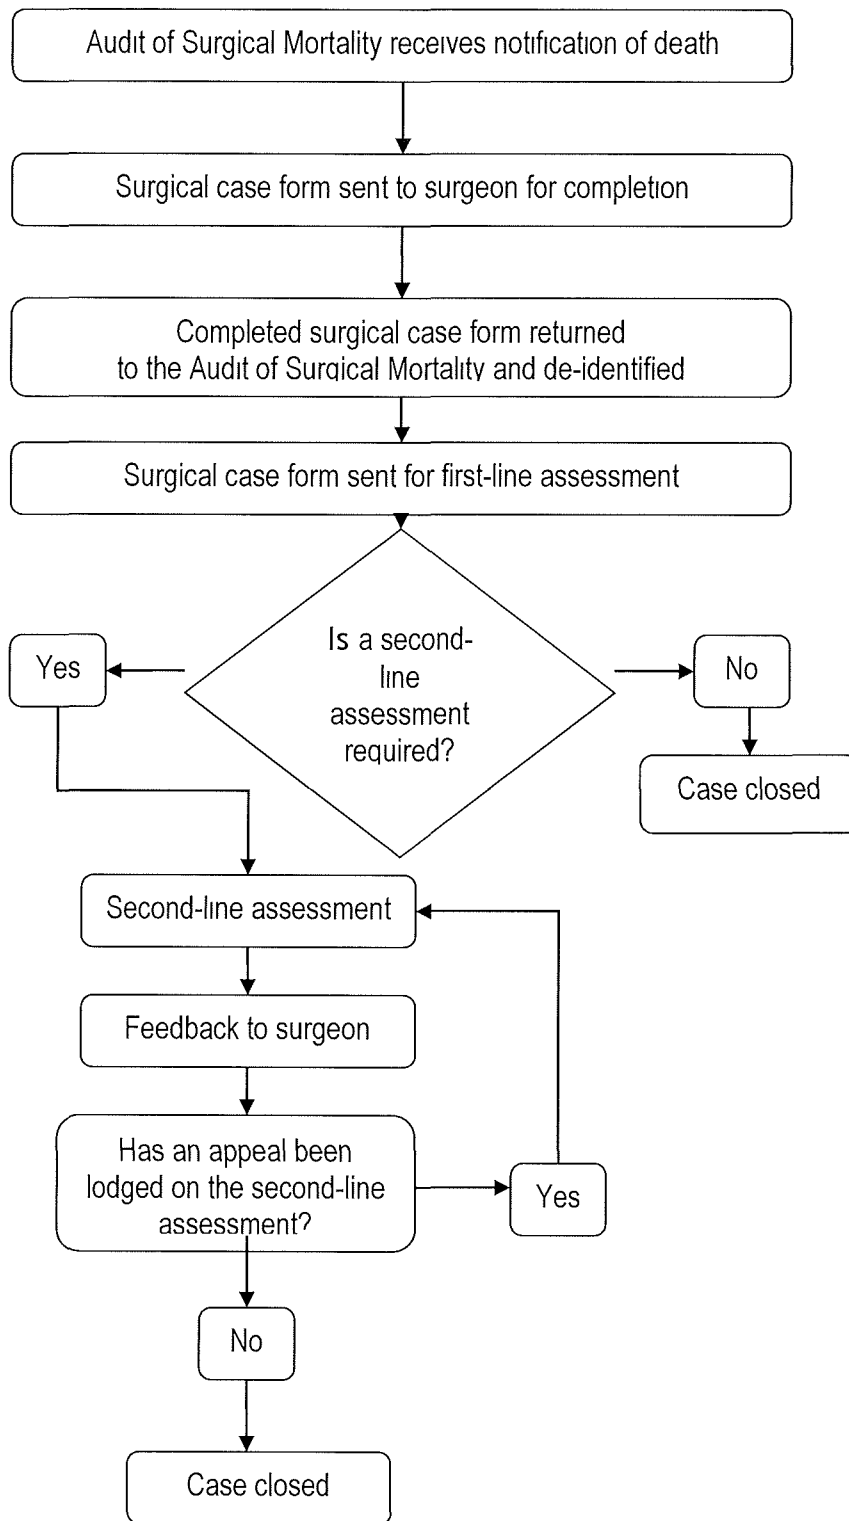 Audit of Surgical Mortality receives notification of death
Surgical case form sent to surgeon for completion
Completed surgical case form returned
to the Audit of Surgical Mortality and de-identified
Surgical case form sent for first-line assessment
Is a second-
line
assessment
required?
Yes
No
Case closed
Second-line assessment
Feedback to surgeon
Has an appeal been
lodged on the second-line
assessment?
Yes
No
Case closed